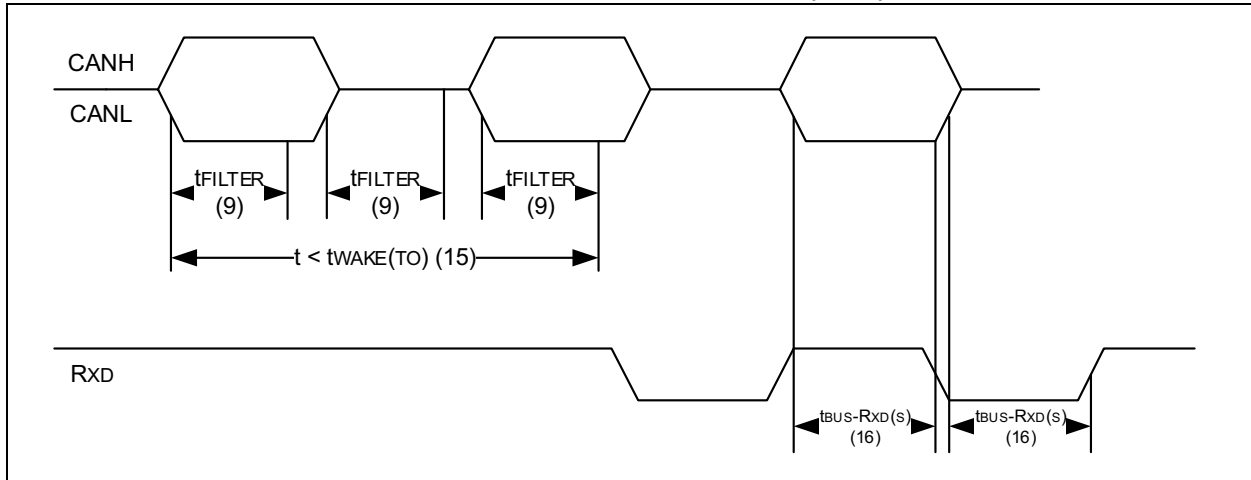 CANH
CANL
tFILTER tFILTER tFILTER
(9) (9) (9)
t < tWAKE(TO) (15)
RXD
tBUS-RXD(S) tBUS-RXD(S)
(16) (16)